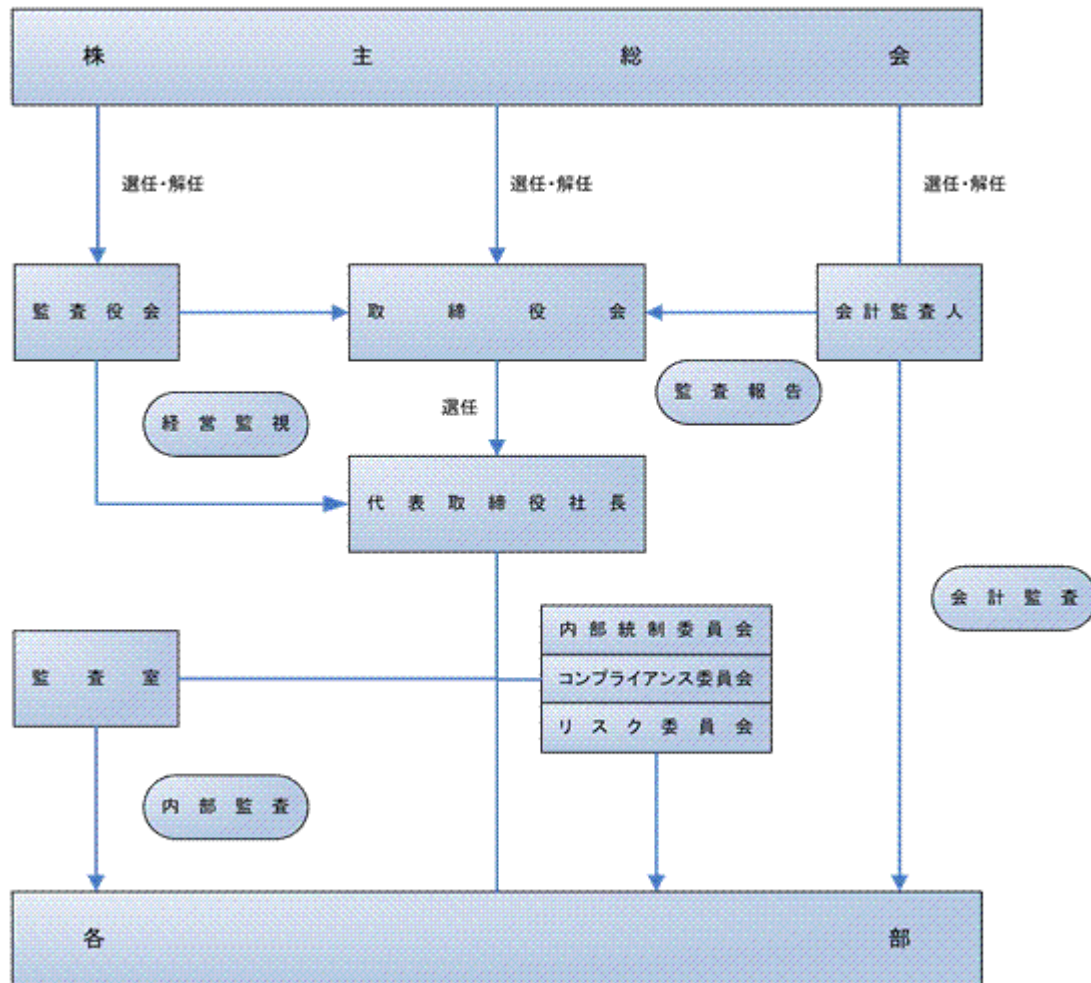 株主総会
選任・解任
選任・解任
選任・解任
監査役会
取締役会
会計監査人
監査報告
経営監視
選任
代表取締役社長
会計監査
内部統制委員会
監査室
コンプライアンス委員会
リスク委員会
内部監査
各部